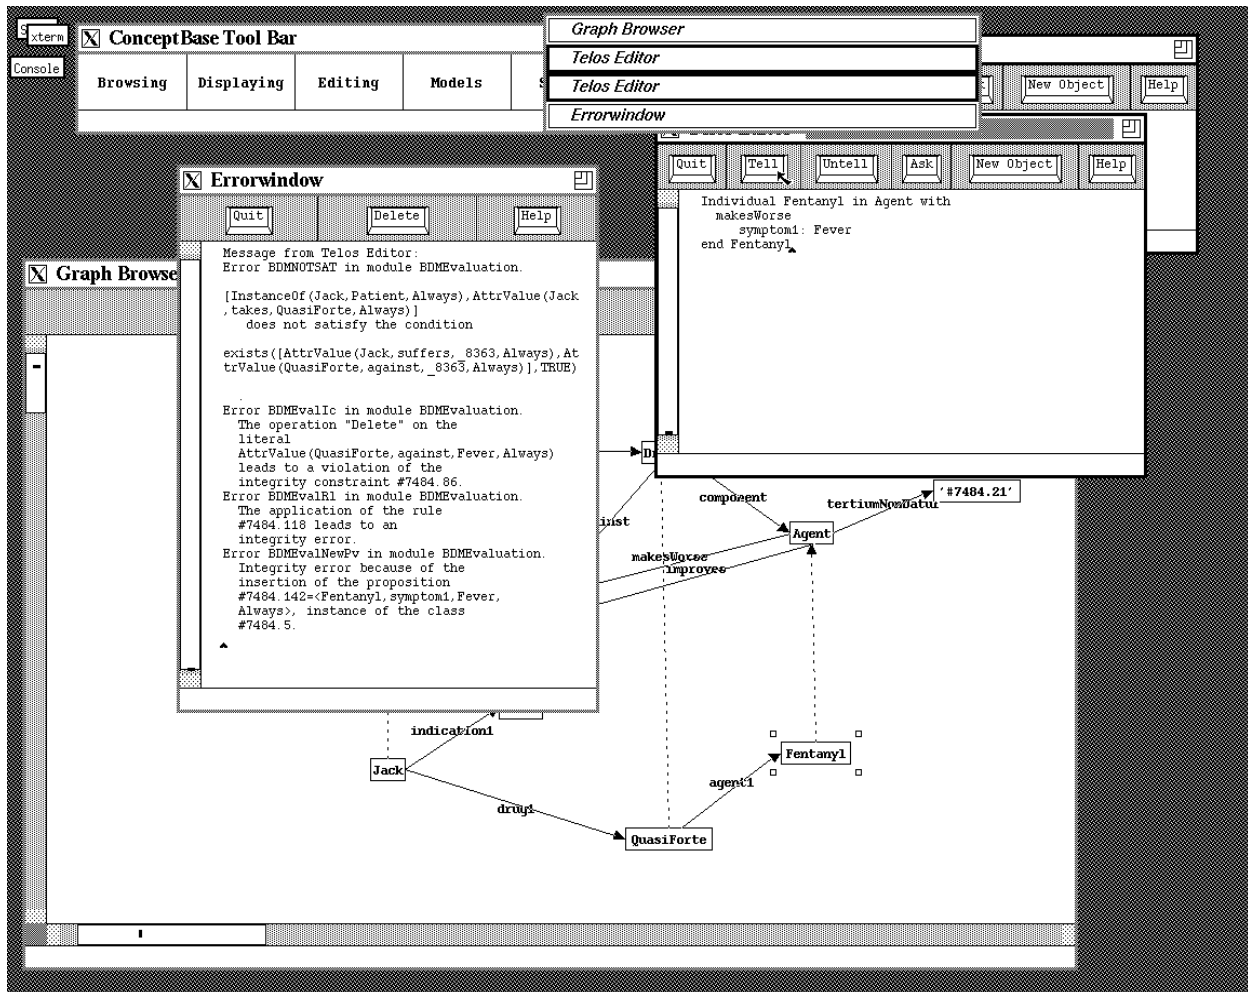 xterm
Console
ConceptBase Tool Bar
Browsing
Displaying
Editing
Models
Graph Browser
Telos Editor
Telos Editor
Errorwindow
New Object
Help
Quit
Tell
Untell
Ask
New Object
Help
Individual Fentanyl in Agent with
makesWorse
symptom1: Fever
end Fentanyl
Errorwindow
Quit
Delete
Help
Message from Telos Editor:
Error BDMNOTSAT in module BDMEvaluation.
[InstanceOf(Jack,Patient,Always),AttrValue(Jack
,takes,QuasiForte,Always)]
does not satisfy the condition
exists([AttrValue(Jack,suffers,_8363,Always),At
trValue(QuasiForte,against,_8363,Always)],TRUE)
.
Error BDMEvalIc in module BDMEvaluation.
The operation "Delete" on the
literal
AttrValue(QuasiForte,against,Fever,Always)
leads to a violation of the
integrity constraint #7484.86.
Error BDMEvalRl in module BDMEvaluation.
The application of the rule
#7484.118 leads to an
integrity error.
Error BDMEvalNewPv in module BDMEvaluation.
Integrity error because of the
insertion of the proposition
#7484.142=<Fentanyl,symptom1,Fever,
Always>, instance of the class
#7484.5.
Graph Browse
component
tertiumNonDatur
'#7484.21'
Agent
makesWorse
improves
indication1
Jack
drug1
agent1
Fentanyl
QuasiForte